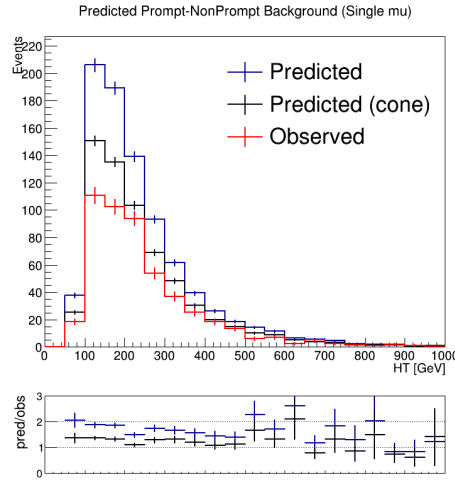 Predicted Prompt-NonPrompt Background (Single mu)
Events
220
200
180
160
140
120
100
80
60
40
20
0
Predicted
Predicted (cone)
Observed
0 100 200 300 400 500 600 700 800 900 1000
HT [GeV]
pred/obs
3
2
1
0